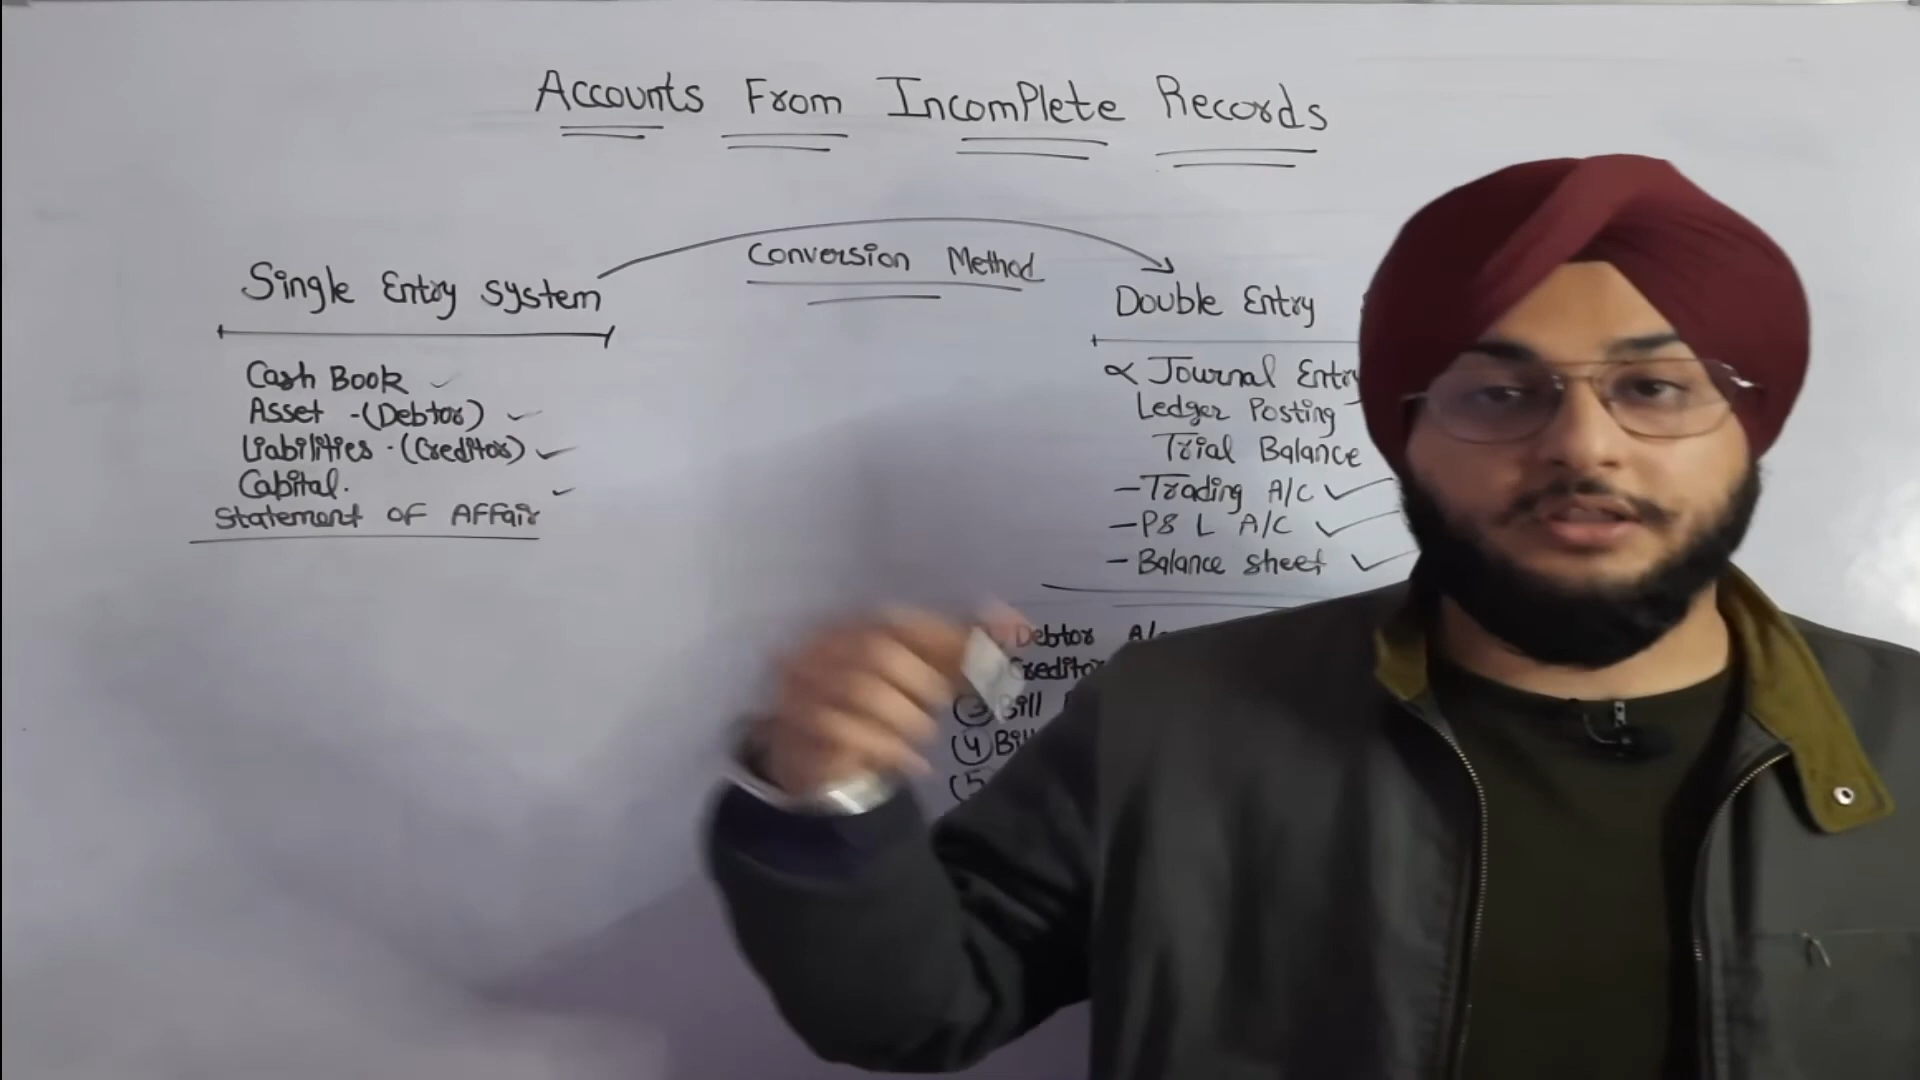 Accounts From Incomplete Records
Conversion Method
Single Entry system
Cash Book
Asset - (Debtor)
Liabilities - (Creditor)
Capital.
Statement OF AFFair
Double Entry
Journal Entry
Ledger Posting
Trial Balance
- Trading A/C
- P& L A/C
- Balance sheet
Debtor
Creditor
(3) Bill
(4) Bill
(5)